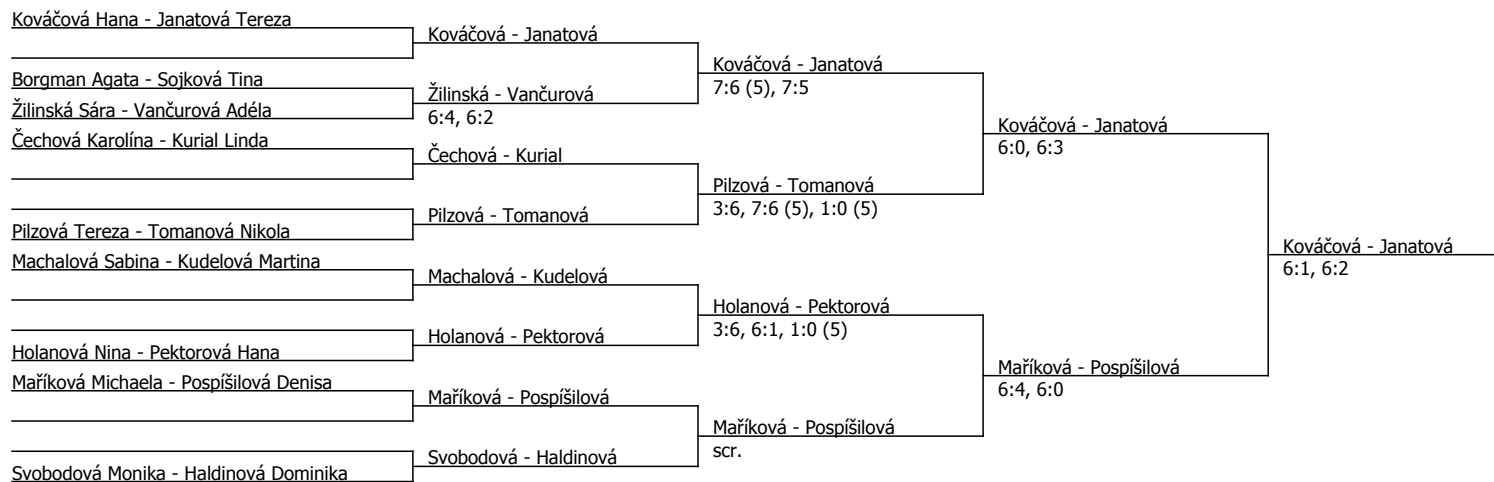 Kováčová Hana - Janatová Tereza
Borgman Agata - Sojková Tina
Žilinská Sára - Vančurová Adéla
Čechová Karolína - Kurial Linda
Pilzová Tereza - Tomanová Nikola
Machalová Sabina - Kudelová Martina
Holanová Nina - Pektorová Hana
Maříková Michaela - Pospíšilová Denisa
Svobodová Monika - Haldinová Dominika
Kováčová - Janatová
Žilinská - Vančurová
6:4, 6:2
Čechová - Kurial
Pilzová - Tomanová
Machalová - Kudelová
Holanová - Pektorová
Maříková - Pospíšilová
Svobodová - Haldinová
Kováčová - Janatová
7:6 (5), 7:5
Pilzová - Tomanová
3:6, 7:6 (5), 1:0 (5)
Holanová - Pektorová
3:6, 6:1, 1:0 (5)
Maříková - Pospíšilová
scr.
Kováčová - Janatová
6:0, 6:3
Maříková - Pospíšilová
6:4, 6:0
Kováčová - Janatová
6:1, 6:2